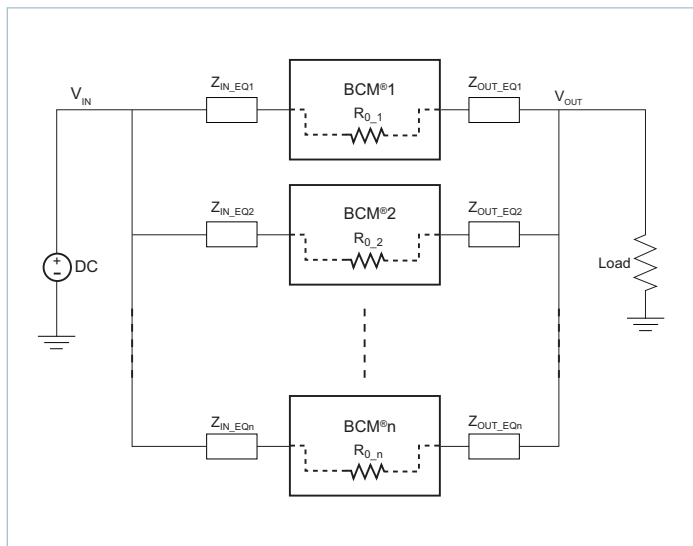 V_IN
Z_IN_EQ1
BCM®1
R_0_1
Z_OUT_EQ1
V_OUT
Z_IN_EQ2
BCM®2
R_0_2
Z_OUT_EQ2
+
−
DC
Load
Z_IN_EQn
BCM®n
R_0_n
Z_OUT_EQn